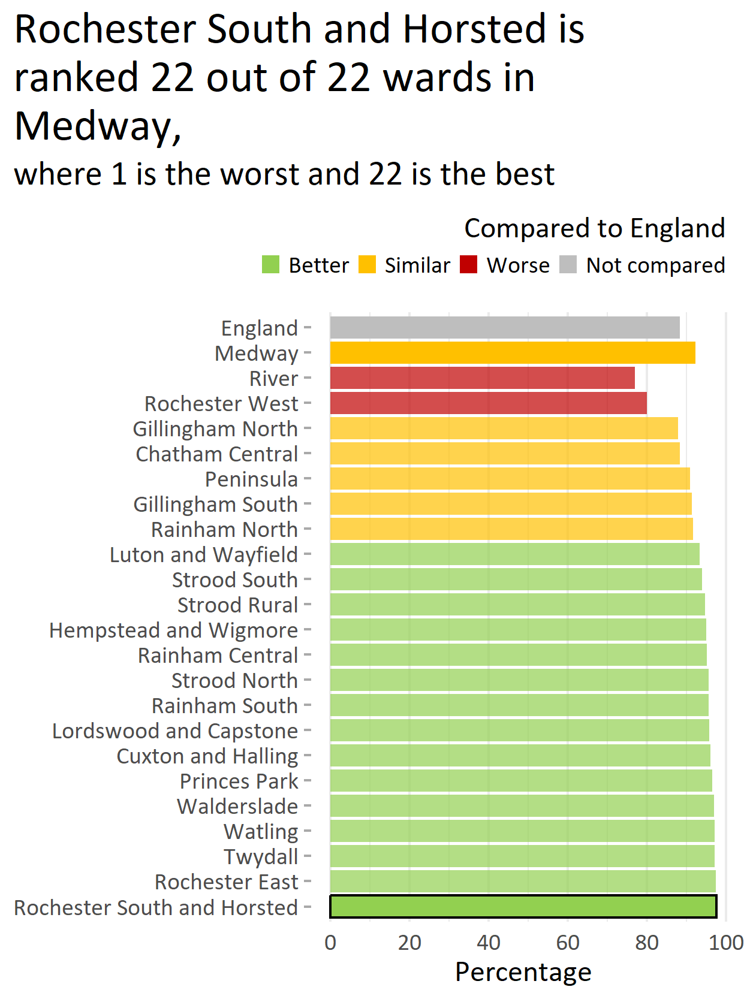 Rochester South and Horsted is
ranked 22 out of 22 wards in
Medway,
where 1 is the worst and 22 is the best
Compared to England
Better Similar Worse Not compared
England
Medway
River
Rochester West
Gillingham North
Chatham Central
Peninsula
Gillingham South
Rainham North
Luton and Wayfield
Strood South
Strood Rural
Hempstead and Wigmore
Rainham Central
Strood North
Rainham South
Lordswood and Capstone
Cuxton and Halling
Princes Park
Walderslade
Watling
Twydall
Rochester East
Rochester South and Horsted
0 20 40 60 80 100
Percentage